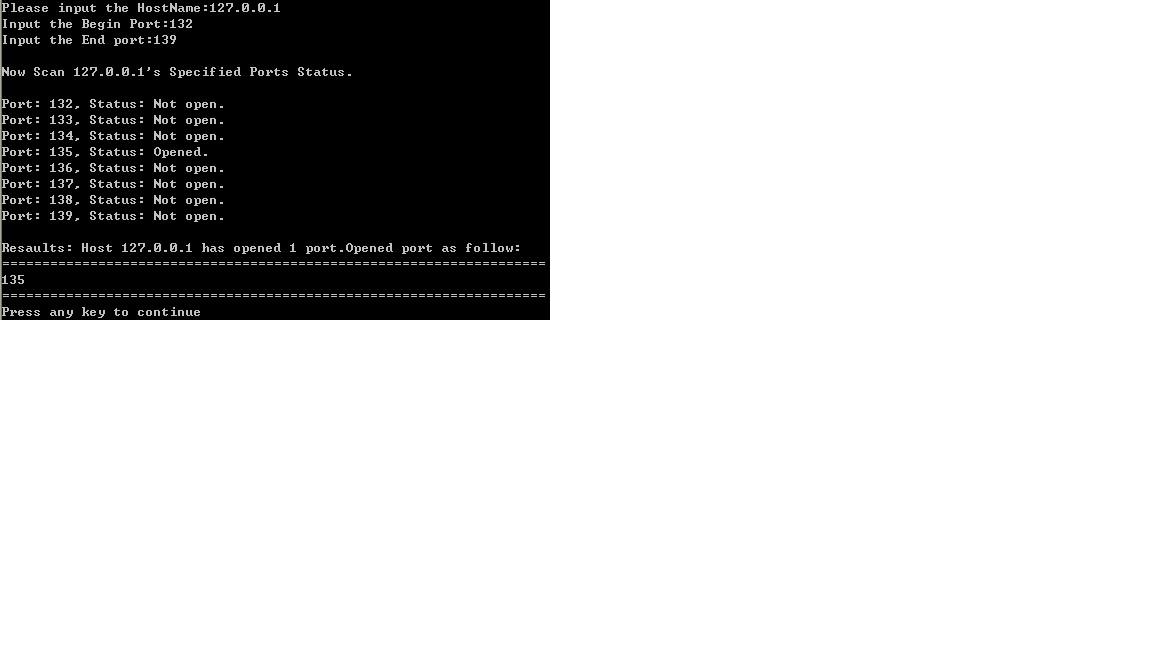 Please input the HostName:127.0.0.1
Input the Begin Port:132
Input the End port:139
Now Scan 127.0.0.1's Specified Ports Status.
Port: 132, Status: Not open.
Port: 133, Status: Not open.
Port: 134, Status: Not open.
Port: 135, Status: Opened.
Port: 136, Status: Not open.
Port: 137, Status: Not open.
Port: 138, Status: Not open.
Port: 139, Status: Not open.
Resaults: Host 127.0.0.1 has opened 1 port.Opened port as follow:
====================================================================
135
====================================================================
Press any key to continue